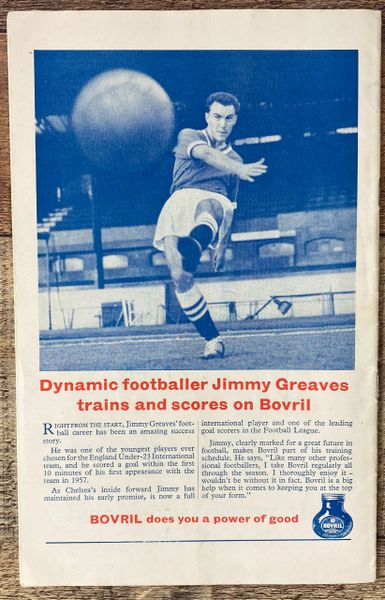 Dynamic footballer Jimmy Greaves
trains and scores on Bovril
RIGHT FROM THE START, Jimmy Greaves' foot-
ball career has been an amazing success
story.
He was one of the youngest players ever
chosen for the England Under-23 International
team, and he scored a goal within the first
10 minutes of his first appearance with the
team in 1957.
As Chelsea's inside forward Jimmy has
maintained his early promise, is now a full
international player and one of the leading
goal scorers in the Football League.
Jimmy, clearly marked for a great future in
football, makes Bovril part of his training
schedule. He says, "Like many other profes-
sional footballers, I take Bovril regularly all
through the season. I thoroughly enjoy it—
wouldn't be without it in fact. Bovril is a big
help when it comes to keeping you at the top
of your form."
BOVRIL does you a power of good
BOVRIL